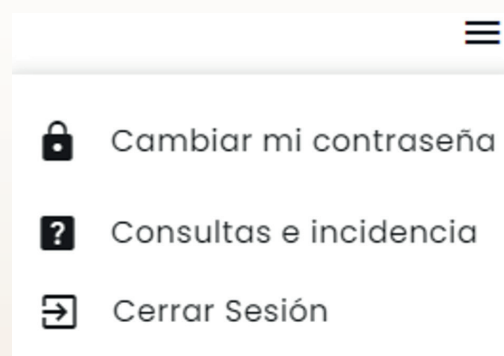 Cambiar mi contraseña
Consultas e incidencia
Cerrar Sesión